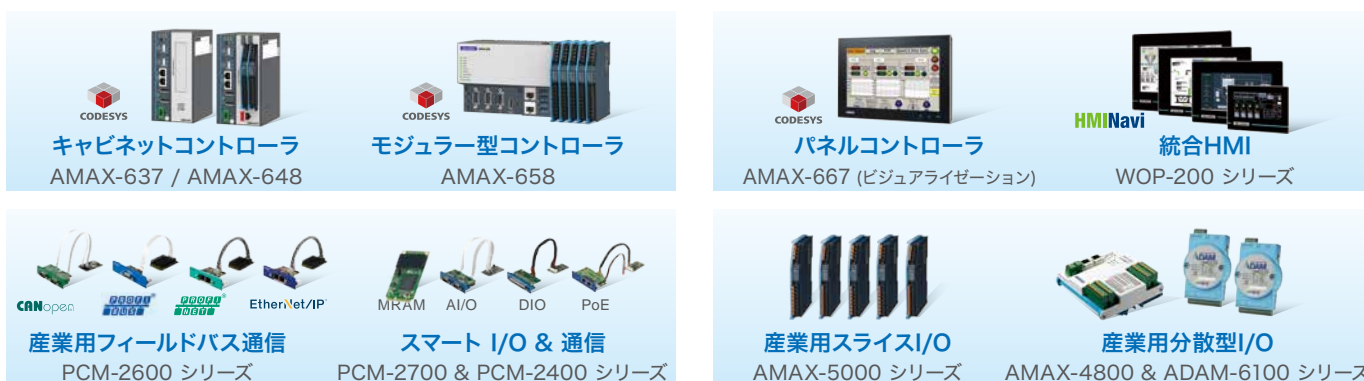 CODESYS
キャビネットコントローラ
AMAX-637 / AMAX-648
CODESYS
モジュラー型コントローラ
AMAX-658
CODESYS
パネルコントローラ
AMAX-667 (ビジュアライゼーション)
HMINavi
統合HMI
WOP-200 シリーズ
CANopen
PROFI BUS
PROFI NET
EtherNet/IP
産業用フィールドバス通信
PCM-2600 シリーズ
MRAM AI/O DIO PoE
スマート I/O & 通信
PCM-2700 & PCM-2400 シリーズ
産業用スライスI/O
AMAX-5000 シリーズ
ADAM
ADAM
産業用分散型I/O
AMAX-4800 & ADAM-6100 シリーズ